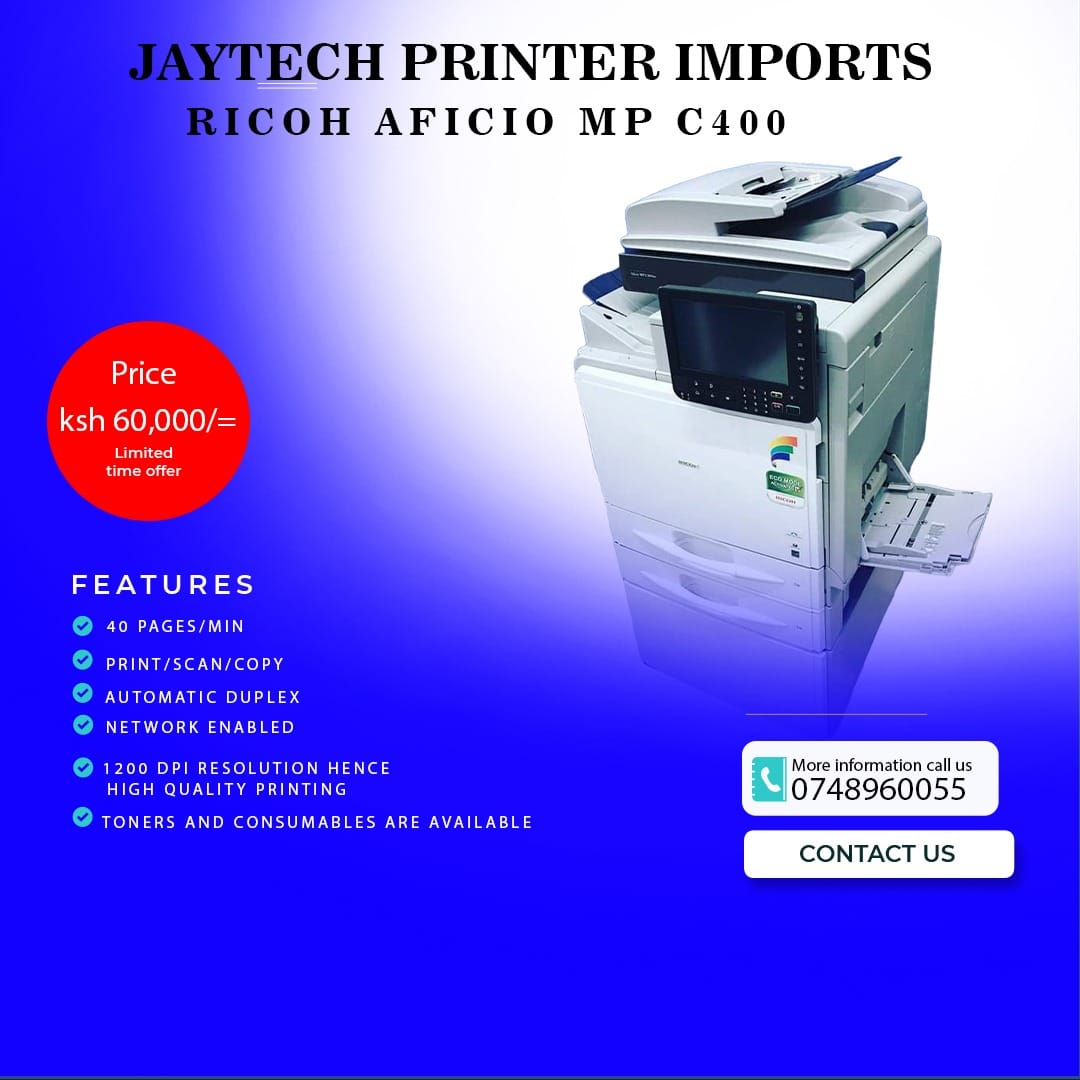 JAYTECH PRINTER IMPORTS
RICOH AFICIO MP C400
Price
ksh 60,000/=
Limited
time offer
RICOH
FEATURES
40 PAGES/MIN
PRINT/SCAN/COPY
AUTOMATIC DUPLEX
NETWORK ENABLED
1200 DPI RESOLUTION HENCE
HIGH QUALITY PRINTING
TONERS AND CONSUMABLES ARE AVAILABLE
More information call us
0748960055
CONTACT US